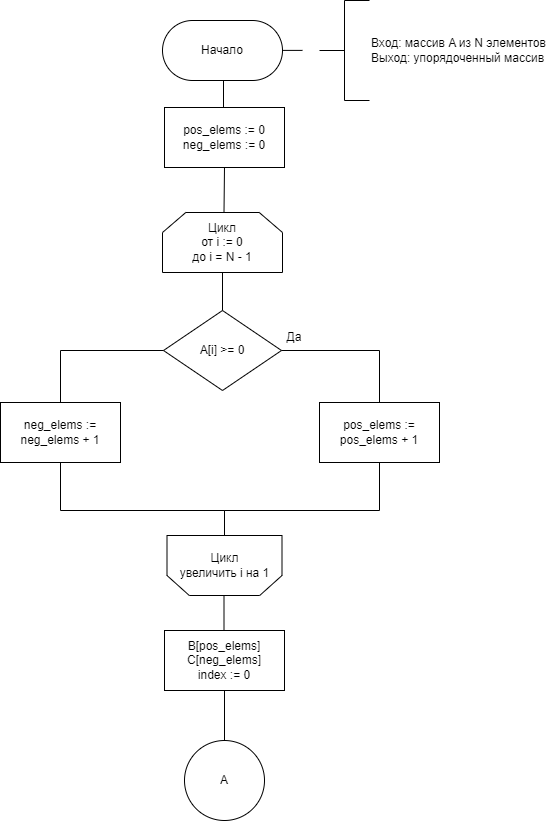 Начало
Вход: массив A из N элементов
Выход: упорядоченный массив
pos_elems := 0
neg_elems := 0
Цикл
от i := 0
до i = N - 1
A[i] >= 0
Да
neg_elems :=
neg_elems + 1
pos_elems :=
pos_elems + 1
Цикл
увеличить i на 1
B[pos_elems]
C[neg_elems]
index := 0
A